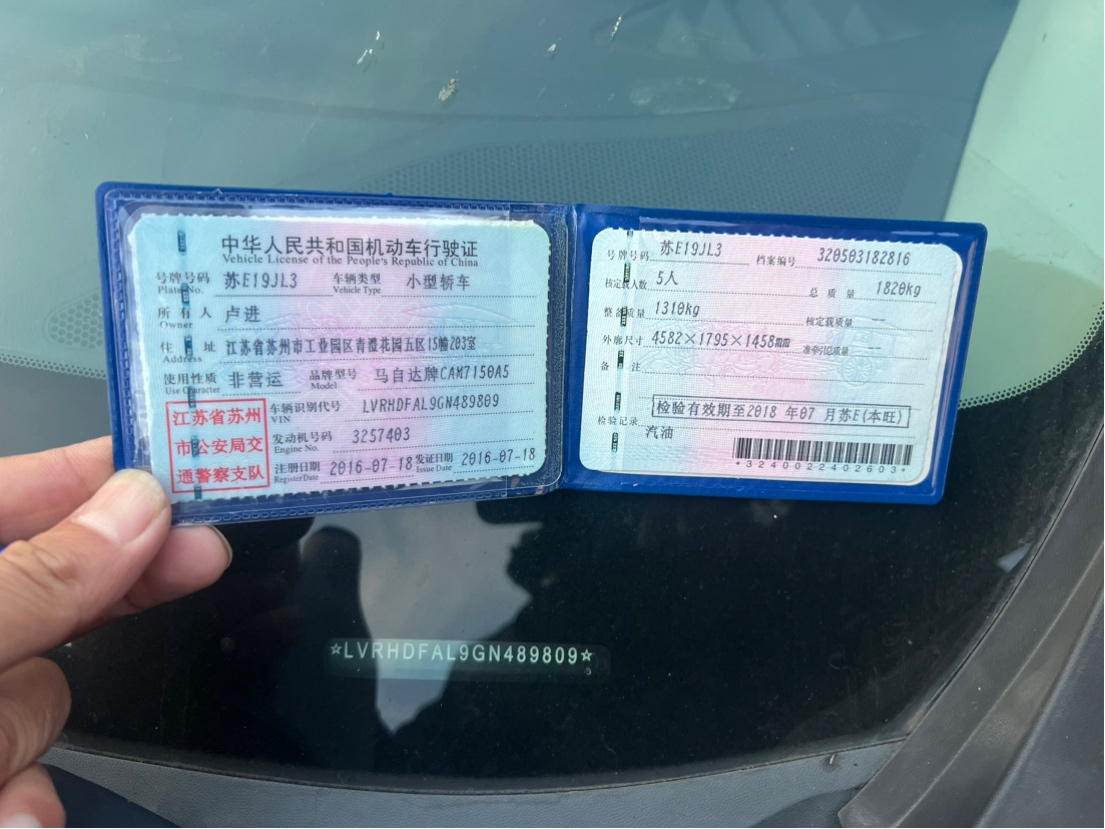 中华人民共和国机动车行驶证
Vehicle License of the People's Republic of China
号牌号码 苏E19JL3 车辆类型 小型轿车
Plate No. Vehicle Type
所有人 卢进
Owner
住址 江苏省苏州市工业园区青澄花园五区15幢203室
Address
使用性质 非营运 品牌型号 马自达牌CAM7150A5
Use Character Model
江苏省苏州
市公安局交
通警察支队
车辆识别代号 LVRHDFAL9GN489809
VIN
发动机号码 3257403
Engine No.
注册日期 2016-07-18 发证日期 2016-07-18
Register Date Issue Date
号牌号码 苏E19JL3 档案编号 320503182816
核定载人数 5人 总质量 1820kg
整备质量 1310kg 核定载质量 --
外廓尺寸 4582×1795×1458mm 准牵引总质量 --
备注
检验记录 检验有效期至2018年07月苏E(本旺)
汽油
*3240022402603*
☆LVRHDFAL9GN489809☆